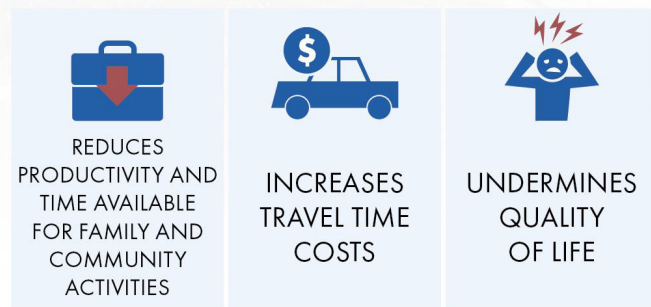 REDUCES
PRODUCTIVITY AND
TIME AVAILABLE
FOR FAMILY AND
COMMUNITY
ACTIVITIES
$
INCREASES
TRAVEL TIME
COSTS
UNDERMINES
QUALITY
OF LIFE